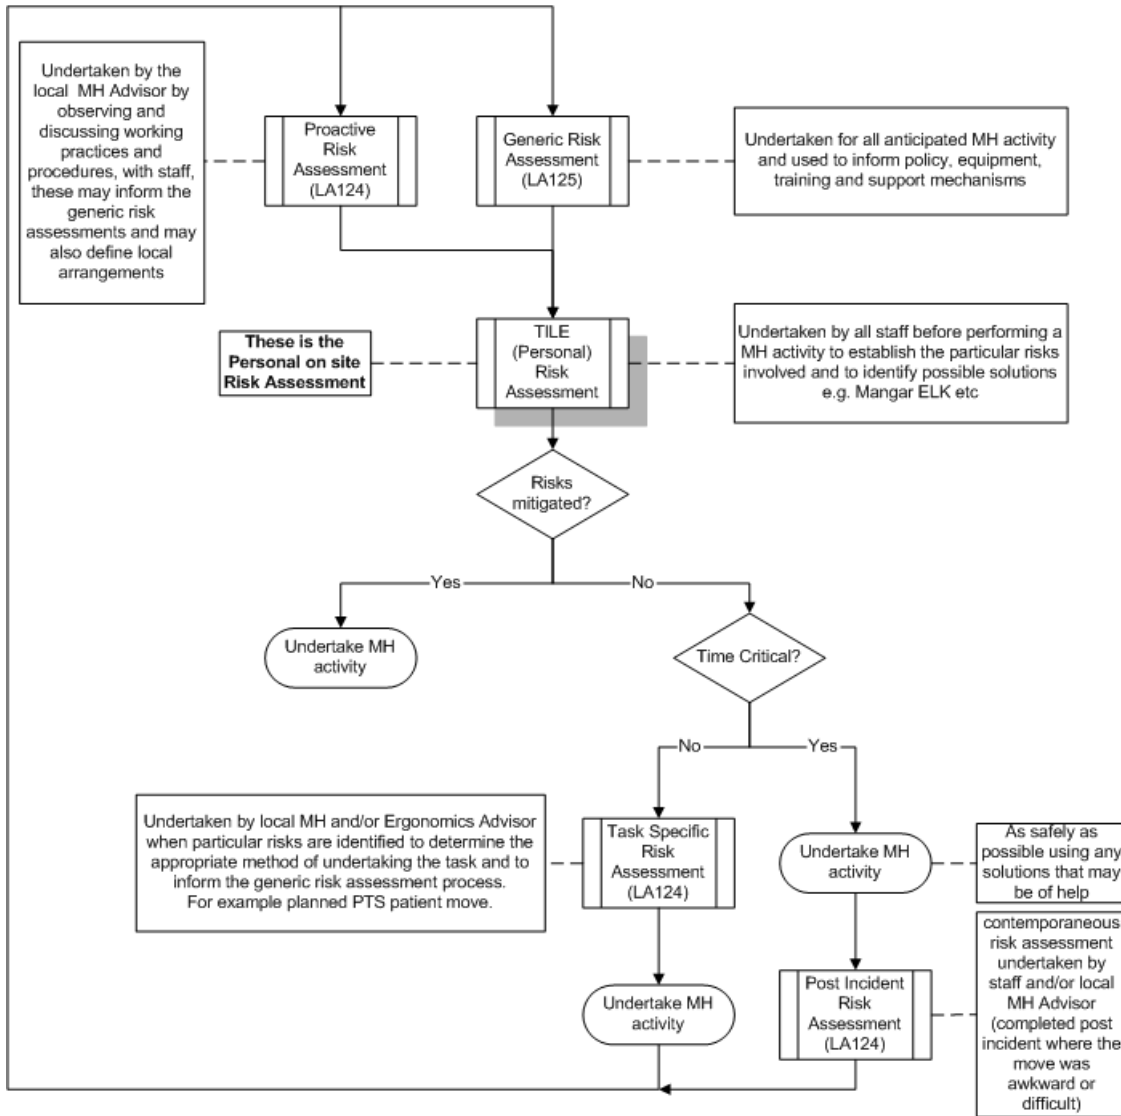 Undertaken by the
local MH Advisor by
observing and
discussing working
practices and
procedures, with staff,
these may inform the
generic risk
assessments and may
also define local
arrangements
Proactive
Risk
Assessment
(LA124)
Generic Risk
Assessment
(LA125)
Undertaken for all anticipated MH activity
and used to inform policy, equipment,
training and support mechanisms
These is the
Personal on site
Risk Assessment
TILE
(Personal)
Risk
Assessment
Undertaken by all staff before performing a
MH activity to establish the particular risks
involved and to identify possible solutions
e.g. Mangar ELK etc
Risks
mitigated?
Yes
No
Undertake MH
activity
Time Critical?
No
Yes
Undertaken by local MH and/or Ergonomics Advisor
when particular risks are identified to determine the
appropriate method of undertaking the task and to
inform the generic risk assessment process.
For example planned PTS patient move.
Task Specific
Risk
Assessment
(LA124)
Undertake MH
activity
As safely as
possible using any
solutions that may
be of help
Undertake MH
activity
Post Incident
Risk
Assessment
(LA124)
contemporaneous
risk assessment
undertaken by
staff and/or local
MH Advisor
(completed post
incident where the
move was
awkward or
difficult)